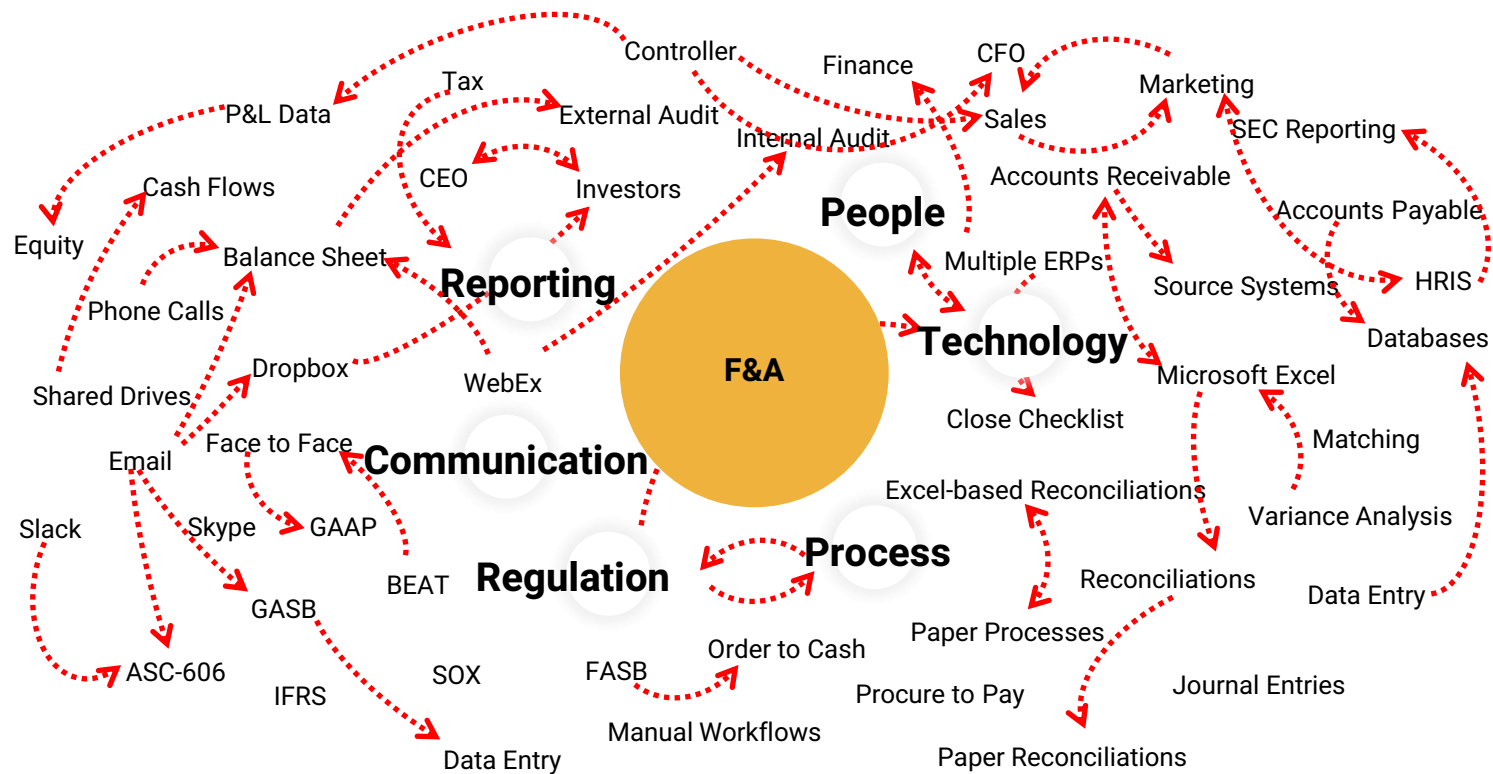 Controller
CFO
Finance
Tax
Marketing
P&L Data
External Audit
Sales
SEC Reporting
Internal Audit
CEO
Accounts Receivable
Cash Flows
Investors
Accounts Payable
People
Equity
Balance Sheet
Multiple ERPs
Reporting
Source Systems
HRIS
Phone Calls
Databases
Technology
Dropbox
F&A
WebEx
Microsoft Excel
Shared Drives
Close Checklist
Face to Face
Matching
Email
Communication
Excel-based Reconciliations
Slack
Skype
GAAP
Variance Analysis
Process
Regulation
BEAT
Reconciliations
Data Entry
GASB
Paper Processes
Order to Cash
ASC-606
SOX
FASB
IFRS
Procure to Pay
Journal Entries
Manual Workflows
Data Entry
Paper Reconciliations